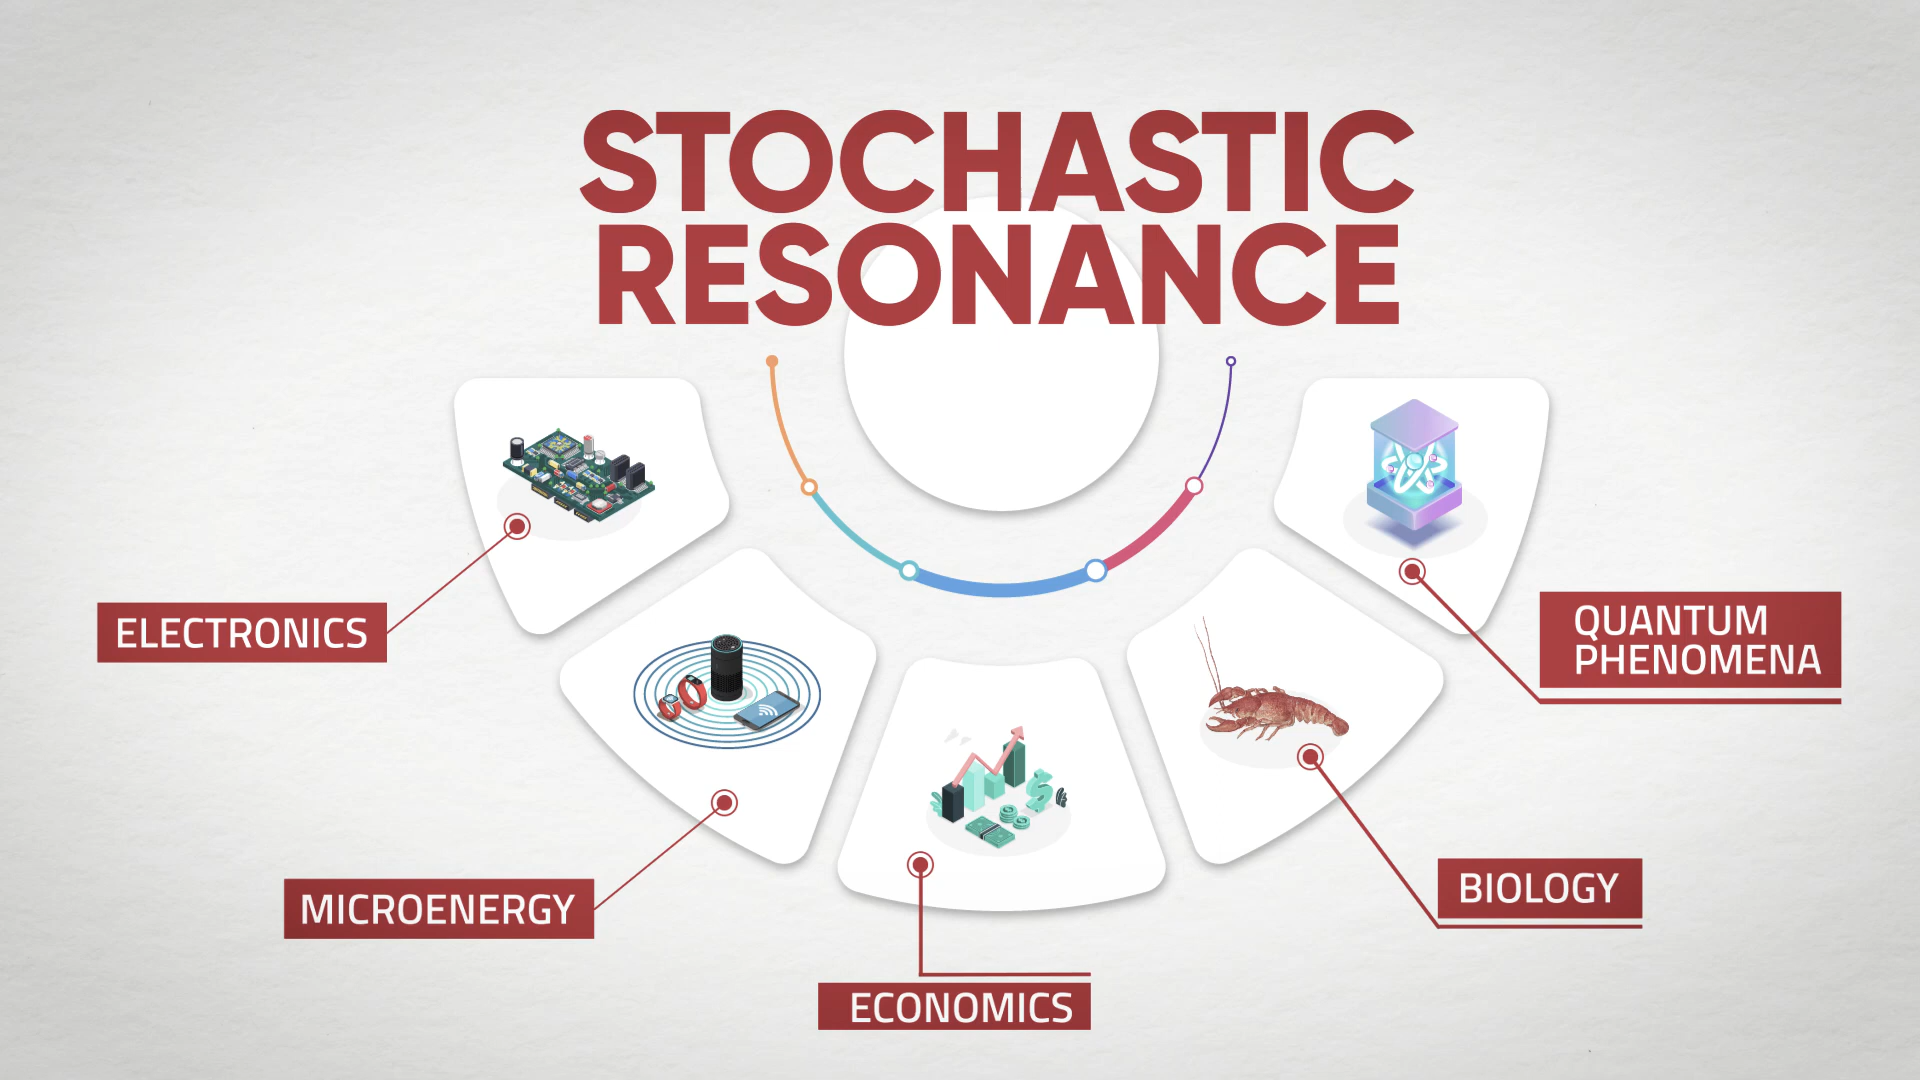 STOCHASTIC
RESONANCE
ELECTRONICS
MICROENERGY
ECONOMICS
BIOLOGY
QUANTUM
PHENOMENA